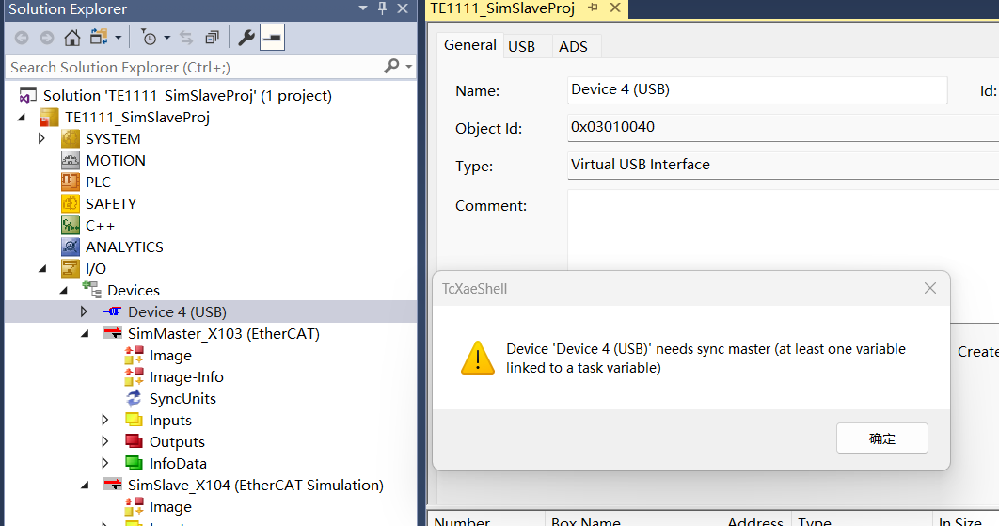 Solution Explorer
Search Solution Explorer (Ctrl+;)
Solution 'TE1111_SimSlaveProj' (1 project)
TE1111_SimSlaveProj
SYSTEM
MOTION
PLC
SAFETY
C++
ANALYTICS
I/O
Devices
Device 4 (USB)
SimMaster_X103 (EtherCAT)
Image
Image-Info
SyncUnits
Inputs
Outputs
InfoData
SimSlave_X104 (EtherCAT Simulation)
Image
TE1111_SimSlaveProj
General USB ADS
Name: Device 4 (USB) Id:
Object Id: 0x03010040
Type: Virtual USB Interface
Comment:
TcXaeShell
Device 'Device 4 (USB)' needs sync master (at least one variable
linked to a task variable)
确定
Create
Number Box Name Address Type In Size